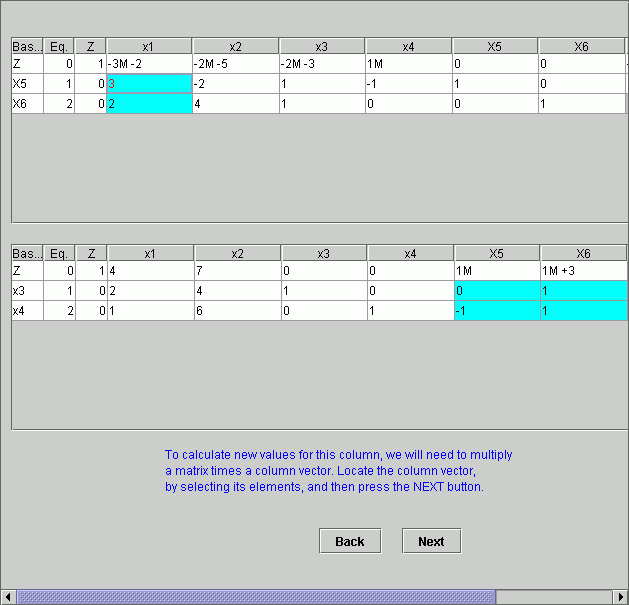 Bas... Eq. Z x1 x2 x3 x4 X5 X6
Z 0 1 -3M -2 -2M -5 -2M -3 1M 0 0
X5 1 0 3 -2 1 -1 1 0
X6 2 0 2 4 1 0 0 1
Bas... Eq. Z x1 x2 x3 x4 X5 X6
Z 0 1 4 7 0 0 1M 1M +3
x3 1 0 2 4 1 0 0 1
x4 2 0 1 6 0 1 -1 1
To calculate new values for this column, we will need to multiply
a matrix times a column vector. Locate the column vector,
by selecting its elements, and then press the NEXT button.
Back Next